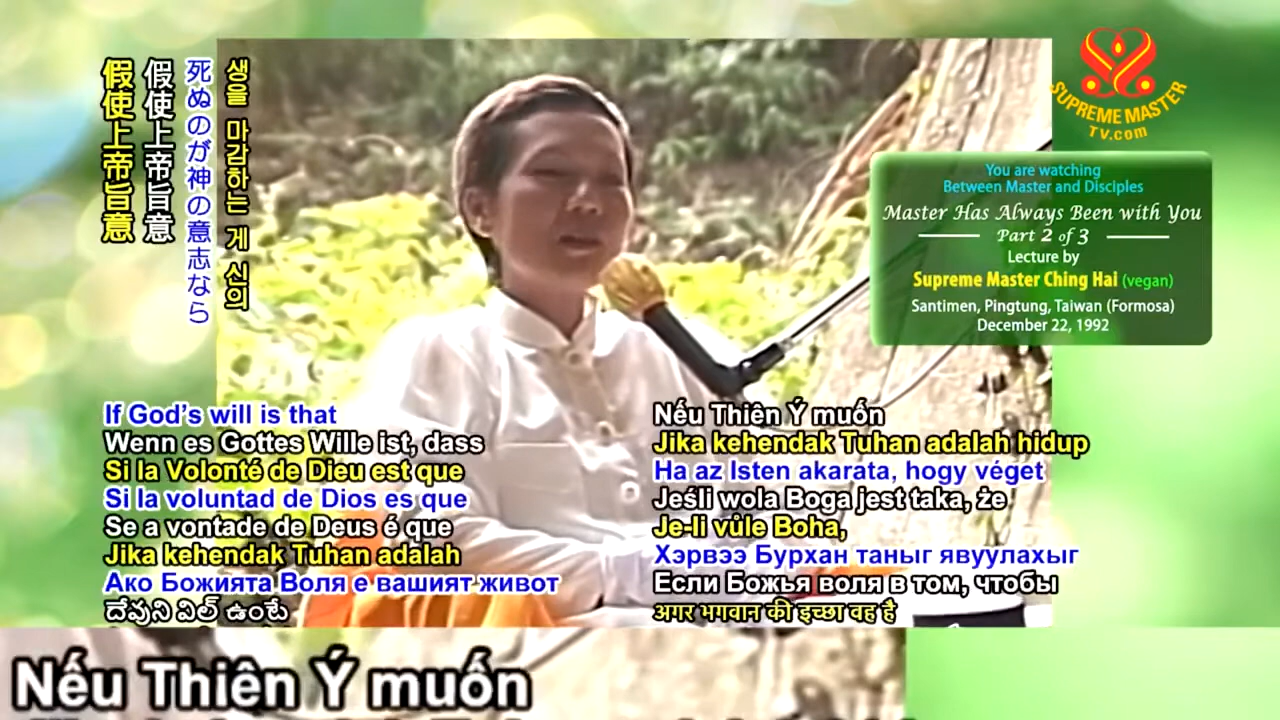 假使上帝旨意
假使上帝旨意
死ぬのが神の意志なら
생을 마감하는 게 신의
SUPREME MASTER
TV.com
You are watching
Between Master and Disciples
Master Has Always Been with You
Part 2 of 3
Lecture by
Supreme Master Ching Hai (vegan)
Santimen, Pingtung, Taiwan (Formosa)
December 22, 1992
If God's will is that
Wenn es Gottes Wille ist, dass
Si la Volonté de Dieu est que
Si la voluntad de Dios es que
Se a vontade de Deus é que
Jika kehendak Tuhan adalah
Ако Божията Воля е вашият живот
దేవుని విల్ ఉంటే
Nếu Thiên Ý muốn
Jika kehendak Tuhan adalah hidup
Ha az Isten akarata, hogy véget
Jeśli wola Boga jest taka, że
Je-li vůle Boha,
Хэрвээ Бурхан таныг явуулахыг
Если Божья воля в том, чтобы
अगर भगवान की इच्छा वह है
Nếu Thiên Ý muốn